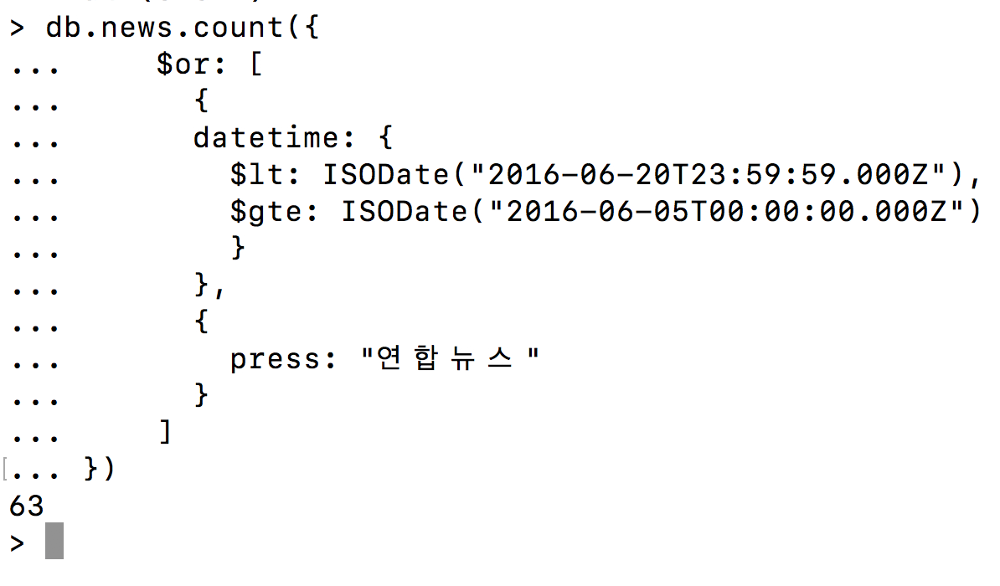 > db.news.count({
...     $or: [
...       {
...       datetime: {
...         $lt: ISODate("2016-06-20T23:59:59.000Z"),
...         $gte: ISODate("2016-06-05T00:00:00.000Z")
...         }
...       },
...       {
...         press: "연합뉴스"
...       }
...     ]
[... })
63
>